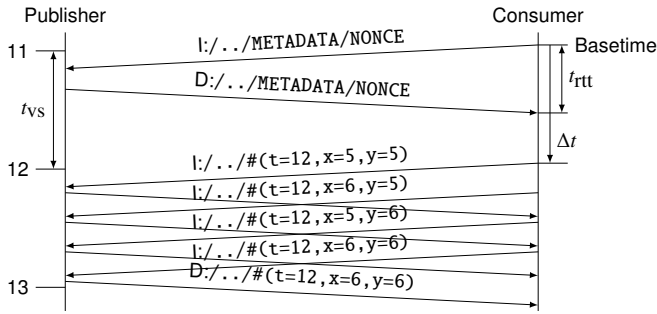 Publisher Consumer
11 I:/../METADATA/NONCE Basetime
D:/../METADATA/NONCE t_rtt
t_vs
Δt
12 I:/../#(t=12,x=5,y=5)
I:/../#(t=12,x=6,y=5)
I:/../#(t=12,x=5,y=6)
I:/../#(t=12,x=6,y=6)
D:/../#(t=12,x=6,y=6)
13